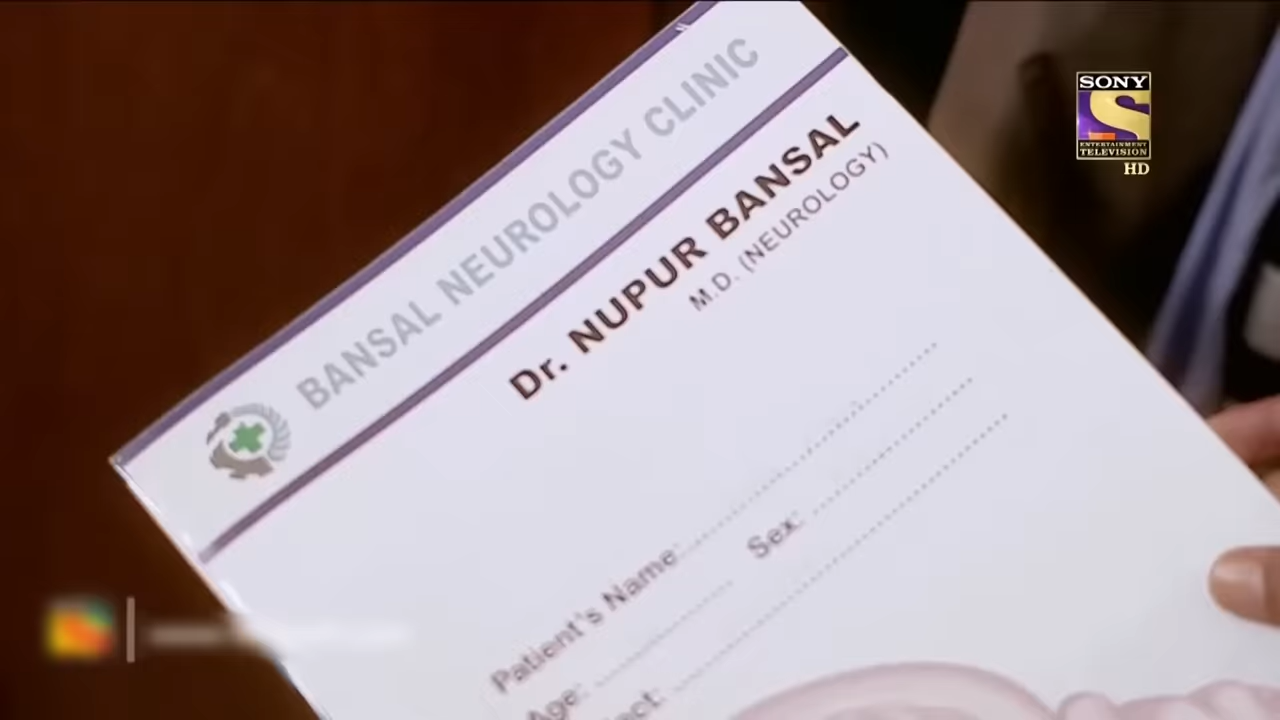 BANSAL NEUROLOGY CLINIC
Dr. NUPUR BANSAL
M.D. (NEUROLOGY)
Patient's Name:
Age: Sex:
SONY
ENTERTAINMENT
TELEVISION
HD